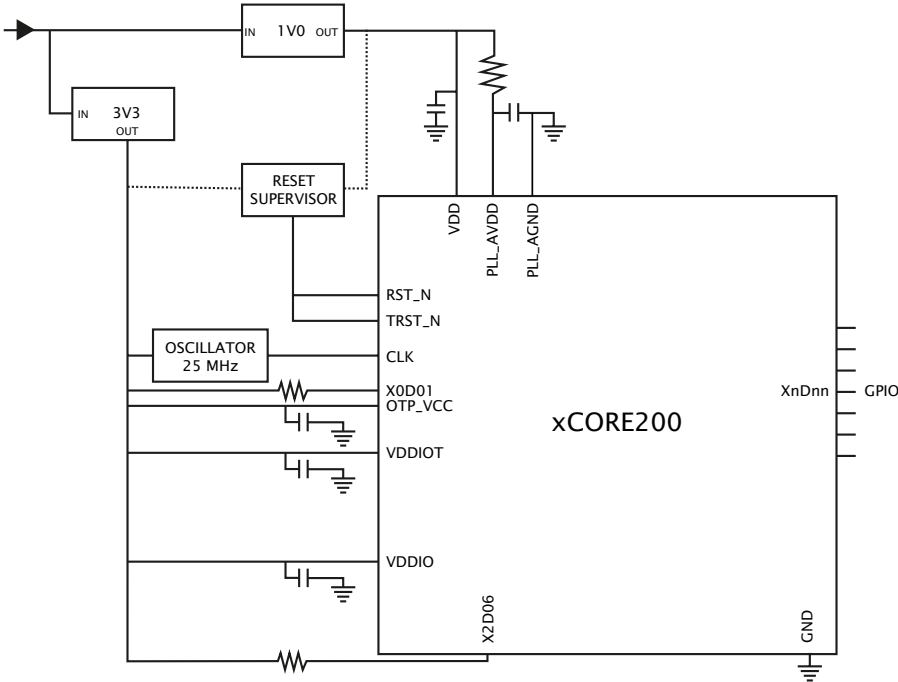 IN 1V0 OUT
IN 3V3
OUT
RESET
SUPERVISOR
VDD
PLL_AVDD
PLL_AGND
RST_N
TRST_N
OSCILLATOR
25 MHz
CLK
X0D01
OTP_VCC
XnDnn GPIO
xCORE200
VDDIOT
VDDIO
X2D06
GND